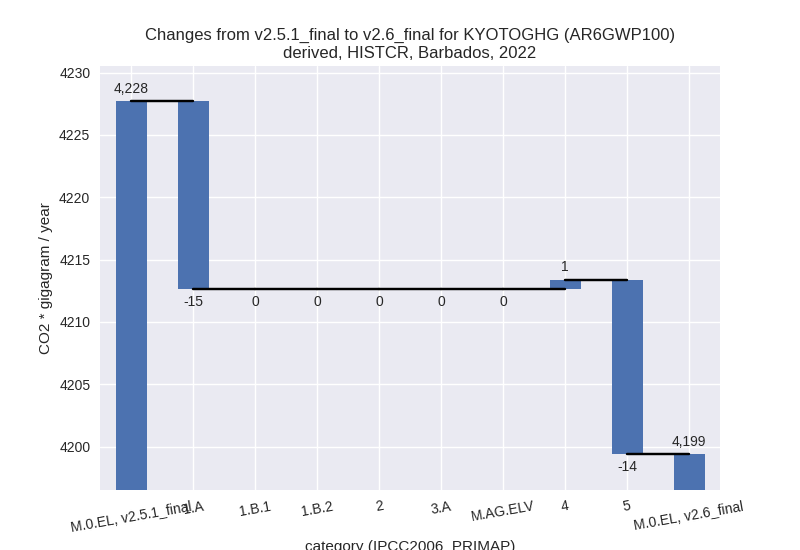 Changes from v2.5.1_final to v2.6_final for KYOTOGHG (AR6GWP100)
derived, HISTCR, Barbados, 2022
4230
4225
4220
4215
4210
4205
4200
CO2 * gigagram / year
4,228
-15
0
0
0
0
0
1
-14
4,199
M.0.EL, v2.5.1_final
1.A
1.B.1
1.B.2
2
3.A
M.AG.ELV
4
5
M.0.EL, v2.6_final
category (IPCC2006_PRIMAP)